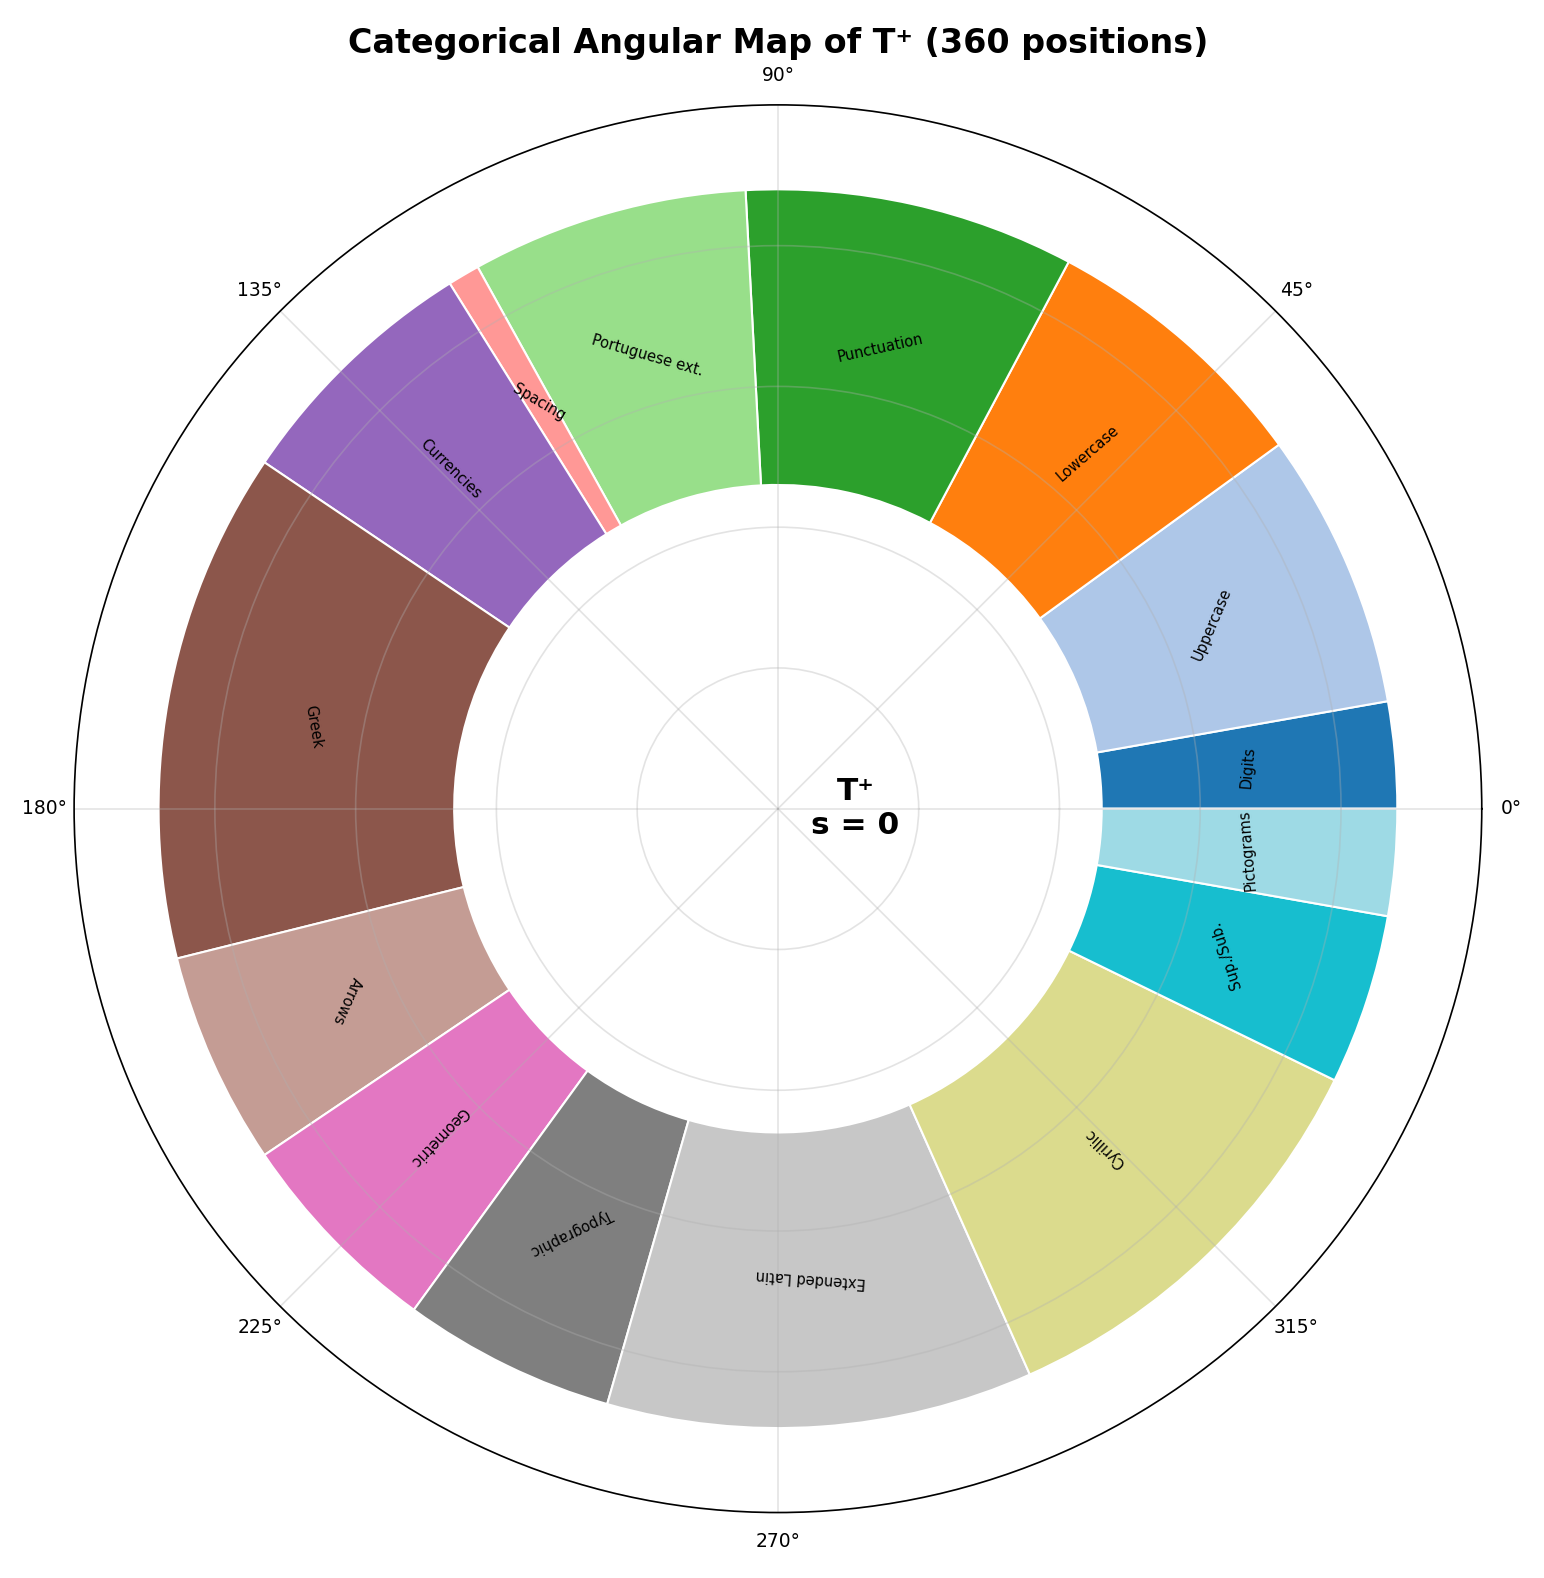 Categorical Angular Map of T⁺ (360 positions)
90°
135°
45°
Portuguese ext.
Punctuation
Spacing
Currencies
Lowercase
Uppercase
Greek
Digits
180°
T⁺
s = 0
0°
Pictograms
Sup./Sub.
Arrows
Geometric
Cyrillic
Typographic
Extended Latin
225°
315°
270°